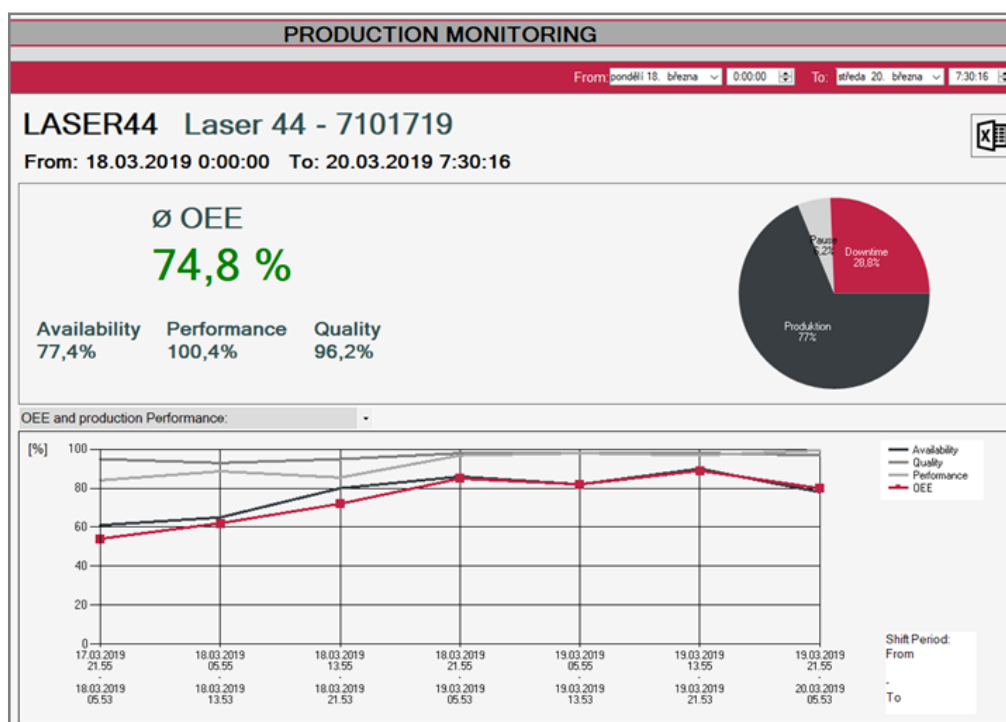 PRODUCTION MONITORING
From: pondělí 18. března 0:00:00 To: středa 20. března 7:30:16
LASER44 Laser 44 - 7101719
From: 18.03.2019 0:00:00 To: 20.03.2019 7:30:16
ø OEE
74,8 %
Availability Performance Quality
77,4% 100,4% 96,2%
Pause
6,2%
Downtime
28,8%
Produktion
77%
OEE and production Performance:
[%]
100
80
60
40
20
0
Availability
Quality
Performance
OEE
17.03.2019 18.03.2019 18.03.2019 18.03.2019 19.03.2019 19.03.2019 19.03.2019
21.55 05.55 13.55 21.55 05.55 13.55 21.55
- - - - - - -
18.03.2019 18.03.2019 18.03.2019 19.03.2019 19.03.2019 19.03.2019 20.03.2019
05.53 13.53 21.53 05.53 13.53 21.53 05.53
Shift Period:
From
-
To